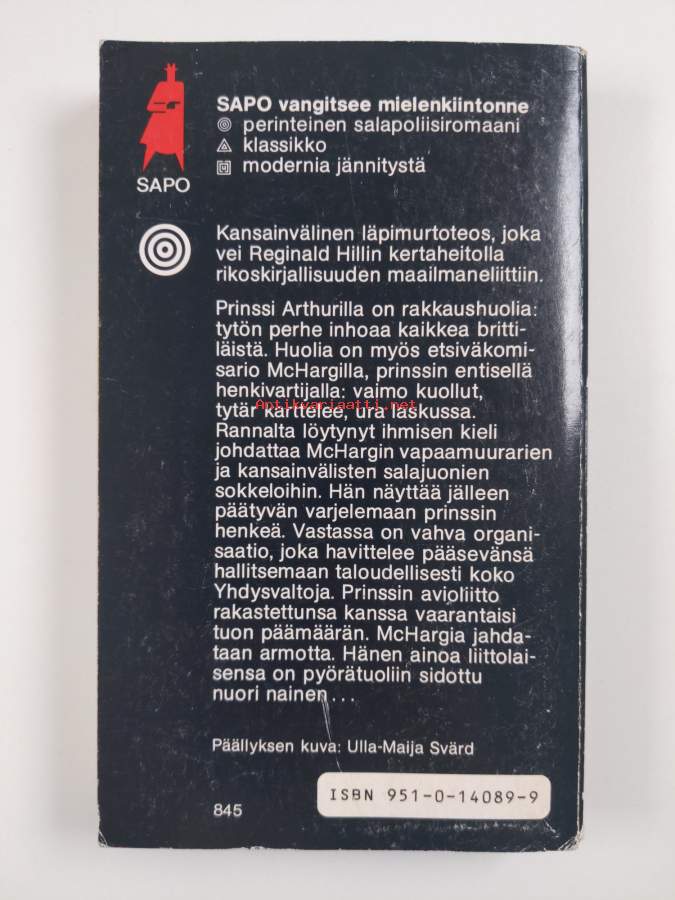 SAPO vangitsee mielenkiintonne
perinteinen salapoliisiromaani
klassikko
modernia jännitystä
SAPO
Kansainvälinen läpimurtoteos, joka
vei Reginald Hillin kertaheitolla
rikoskirjallisuuden maailmaneliittiin.
Prinssi Arthurilla on rakkaushuolia:
tytön perhe inhoaa kaikkea britti-
läistä. Huolia on myös etsiväkomi-
sario McHargilla, prinssin entisellä
henkivartijalla: vaimo kuollut,
Antikvariaatti.net
tytär karttelee, ura laskussa.
Rannalta löytynyt ihmisen kieli
johdattaa McHargin vapaamuurarien
ja kansainvälisten salajuonien
sokkeloihin. Hän näyttää jälleen
päätyvän varjelemaan prinssin
henkeä. Vastassa on vahva organi-
saatio, joka havittelee pääsevänsä
hallitsemaan taloudellisesti koko
Yhdysvaltoja. Prinssin avioliitto
rakastettunsa kanssa vaarantaisi
tuon päämäärän. McHargia jahda-
taan armotta. Hänen ainoa liittolai-
sensa on pyörätuoliin sidottu
nuori nainen...
Päällyksen kuva: Ulla-Maija Svärd
ISBN 951-0-14089-9
845